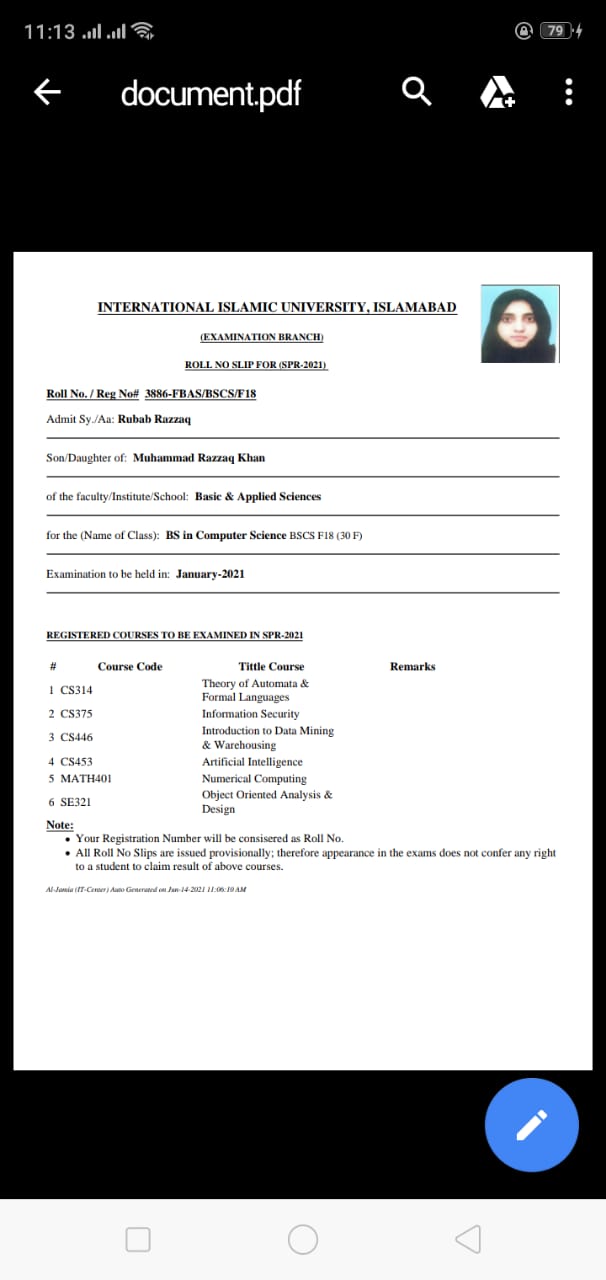 11:13
79
document.pdf
INTERNATIONAL ISLAMIC UNIVERSITY, ISLAMABAD
(EXAMINATION BRANCH)
ROLL NO SLIP FOR (SPR-2021)
Roll No. / Reg No# 3886-FBAS/BSCS/F18
Admit Sy./Aa: Rubab Razzaq
Son/Daughter of: Muhammad Razzaq Khan
of the faculty/Institute/School: Basic & Applied Sciences
for the (Name of Class): BS in Computer Science BSCS F18 (30 F)
Examination to be held in: January-2021
REGISTERED COURSES TO BE EXAMINED IN SPR-2021
# Course Code Tittle Course Remarks
1 CS314 Theory of Automata &
Formal Languages
2 CS375 Information Security
3 CS446 Introduction to Data Mining
& Warehousing
4 CS453 Artificial Intelligence
5 MATH401 Numerical Computing
6 SE321 Object Oriented Analysis &
Design
Note:
• Your Registration Number will be consisered as Roll No.
• All Roll No Slips are issued provisionally; therefore appearance in the exams does not confer any right
to a student to claim result of above courses.
Al-Jamia (IT-Center) Auto Generated on Jan-14-2021 11:06:10 AM